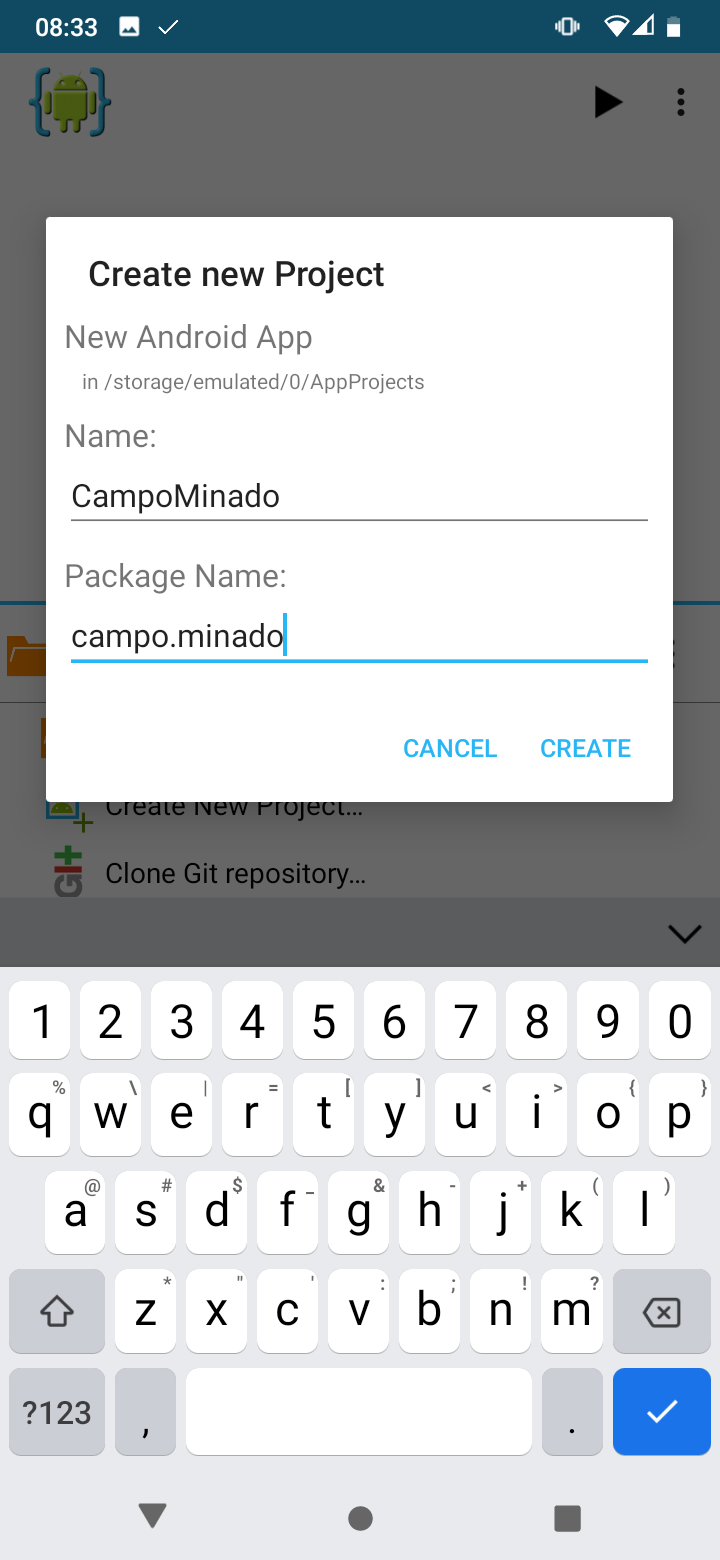 08:33
Create new Project
New Android App
in /storage/emulated/0/AppProjects
Name:
CampoMinado
Package Name:
campo.minado
CANCEL CREATE
Create New Project...
Clone Git repository...
1 2 3 4 5 6 7 8 9 0
% \ | = [ ] < > { }
q w e r t y u i o p
@ # $ _ & - + ( )
a s d f g h j k l
* " ' : ; ! ?
z x c v b n m
?123 , .